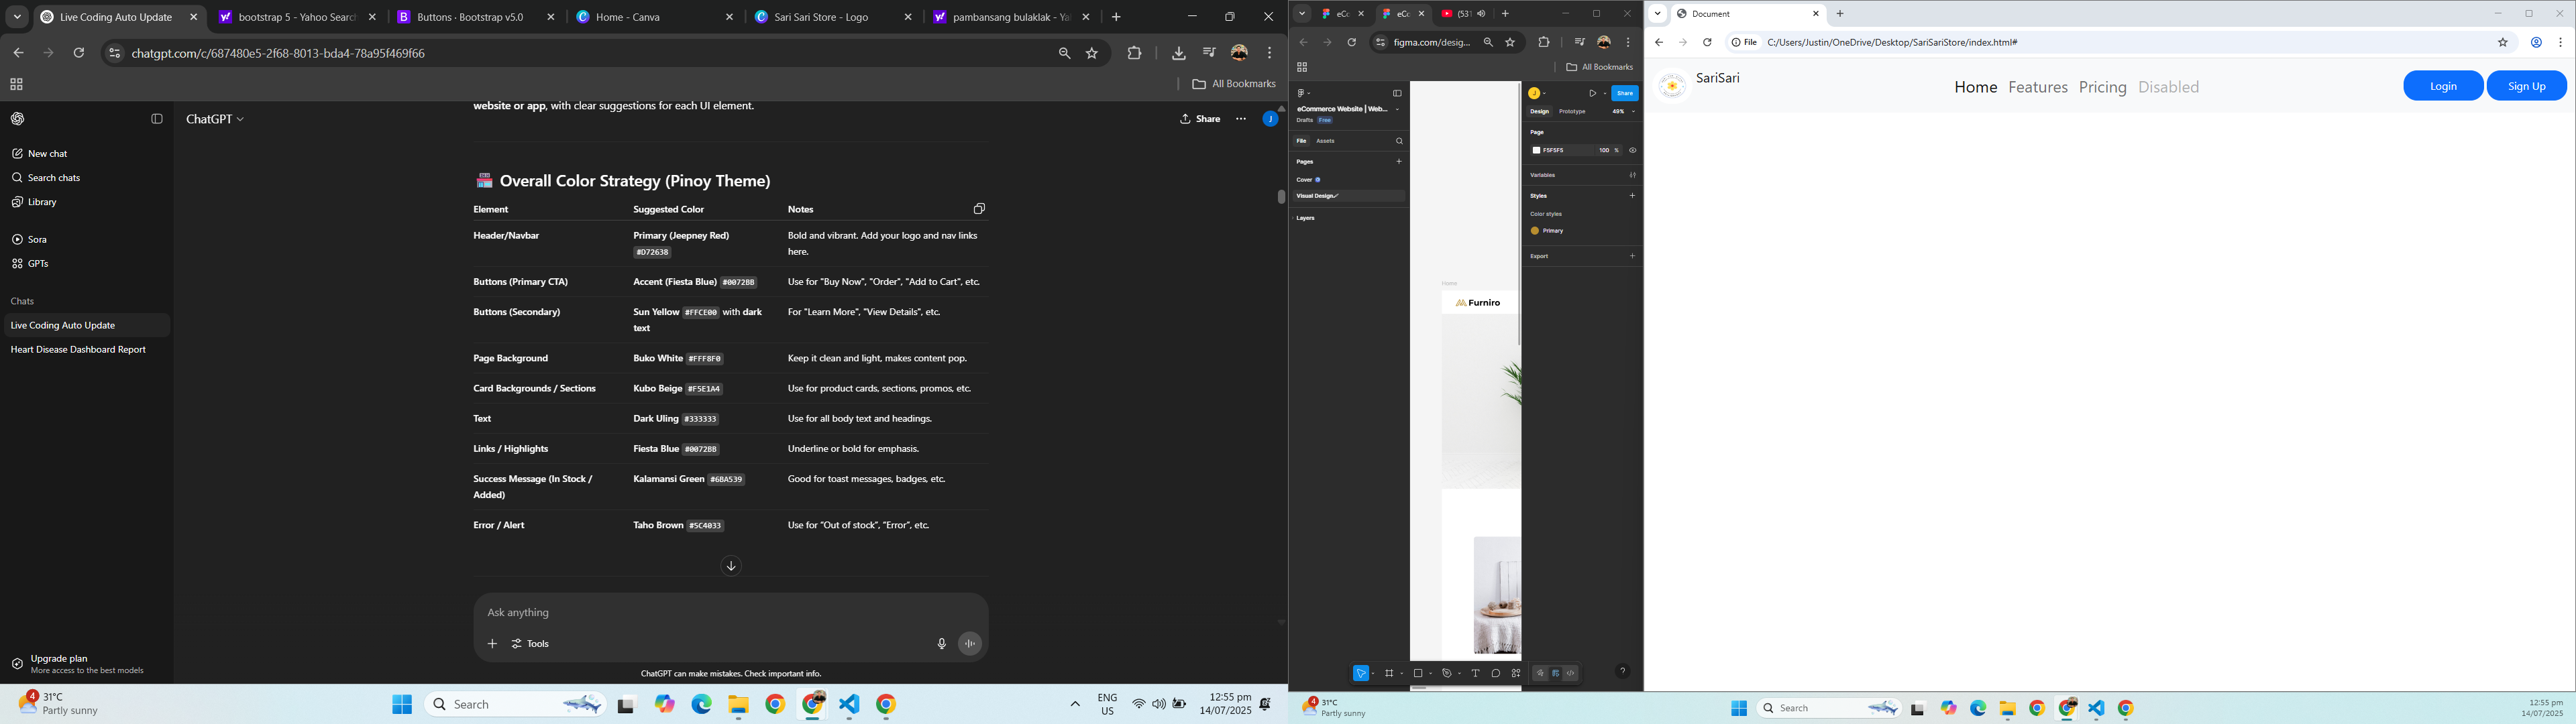 Live Coding Auto Update
bootstrap 5 - Yahoo Search
Buttons · Bootstrap v5.0
Home - Canva
Sari Sari Store - Logo
pambansang bulaklak - Ya
chatgpt.com/c/687480e5-2f68-8013-bda4-78a95f469f66
All Bookmarks
ChatGPT
Share
J
New chat
Search chats
Library
Sora
GPTs
Chats
Live Coding Auto Update
Heart Disease Dashboard Report
Upgrade plan
More access to the best models
website or app, with clear suggestions for each UI element.
Overall Color Strategy (Pinoy Theme)
Element Suggested Color Notes
Header/Navbar Primary (Jeepney Red) #D72638 Bold and vibrant. Add your logo and nav links here.
Buttons (Primary CTA) Accent (Fiesta Blue) #0072BB Use for "Buy Now", "Order", "Add to Cart", etc.
Buttons (Secondary) Sun Yellow #FFCE00 with dark text For "Learn More", "View Details", etc.
Page Background Buko White #FFF8F0 Keep it clean and light, makes content pop.
Card Backgrounds / Sections Kubo Beige #F5E1A4 Use for product cards, sections, promos, etc.
Text Dark Uling #333333 Use for all body text and headings.
Links / Highlights Fiesta Blue #0072BB Underline or bold for emphasis.
Success Message (In Stock / Added) Kalamansi Green #6BA539 Good for toast messages, badges, etc.
Error / Alert Taho Brown #5C4033 Use for “Out of stock”, “Error”, etc.
Ask anything
Tools
ChatGPT can make mistakes. Check important info.
4
31°C
Partly sunny
Search
ENG
US
12:55 pm
14/07/2025
eCo
eCo
(531
figma.com/desig...
All Bookmarks
eCommerce Website | Web...
Drafts Free
File Assets
Pages
Cover
Visual Design
Layers
Home
Furniro
J
Share
Design Prototype 49%
Page
F5F5F5 100 %
Variables
Styles
Color styles
Primary
Export
?
4
31°C
Partly sunny
Document
File C:/Users/Justin/OneDrive/Desktop/SariSariStore/index.html#
SariSari
Home Features Pricing Disabled
Login
Sign Up
Search
12:55 pm
14/07/2025